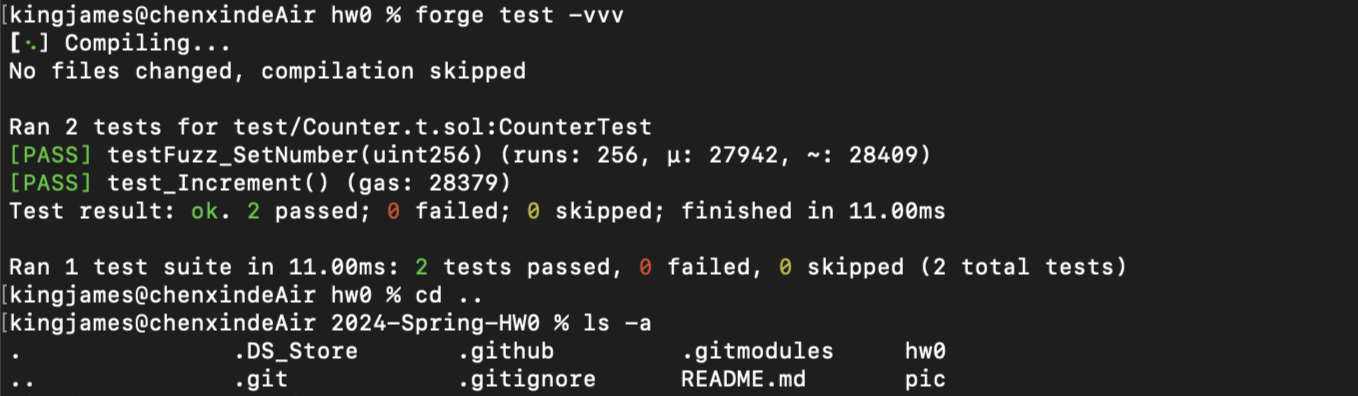 [kingjames@chenxindeAir hw0 % forge test -vvv
[⠢] Compiling...
No files changed, compilation skipped
Ran 2 tests for test/Counter.t.sol:CounterTest
[PASS] testFuzz_SetNumber(uint256) (runs: 256, μ: 27942, ~: 28409)
[PASS] test_Increment() (gas: 28379)
Test result: ok. 2 passed; 0 failed; 0 skipped; finished in 11.00ms
Ran 1 test suite in 11.00ms: 2 tests passed, 0 failed, 0 skipped (2 total tests)
[kingjames@chenxindeAir hw0 % cd ..
[kingjames@chenxindeAir 2024-Spring-HW0 % ls -a
. .DS_Store .github .gitmodules hw0
.. .git .gitignore README.md pic